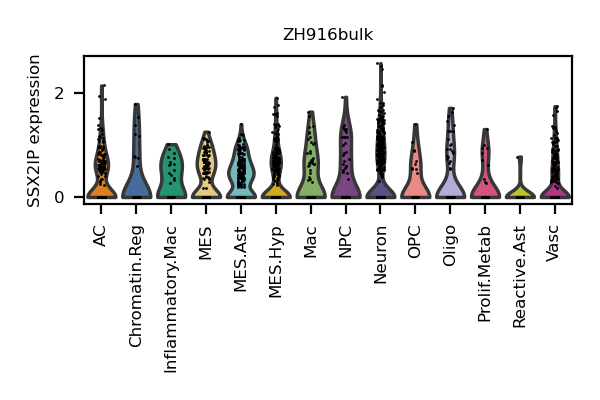 ZH916bulk
SSX2IP expression
2
0
AC
Chromatin.Reg
Inflammatory.Mac
MES
MES.Ast
MES.Hyp
Mac
NPC
Neuron
OPC
Oligo
Prolif.Metab
Reactive.Ast
Vasc